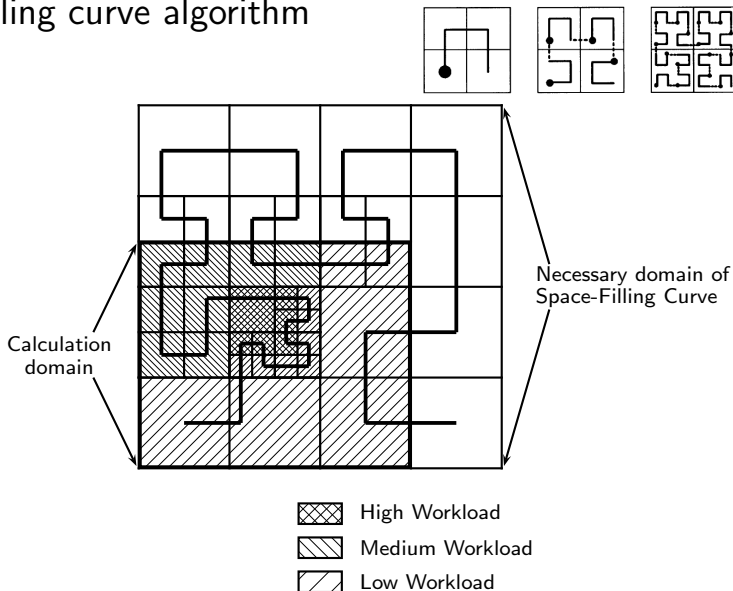 ling curve algorithm
Necessary domain of
Space-Filling Curve
Calculation
domain
High Workload
Medium Workload
Low Workload